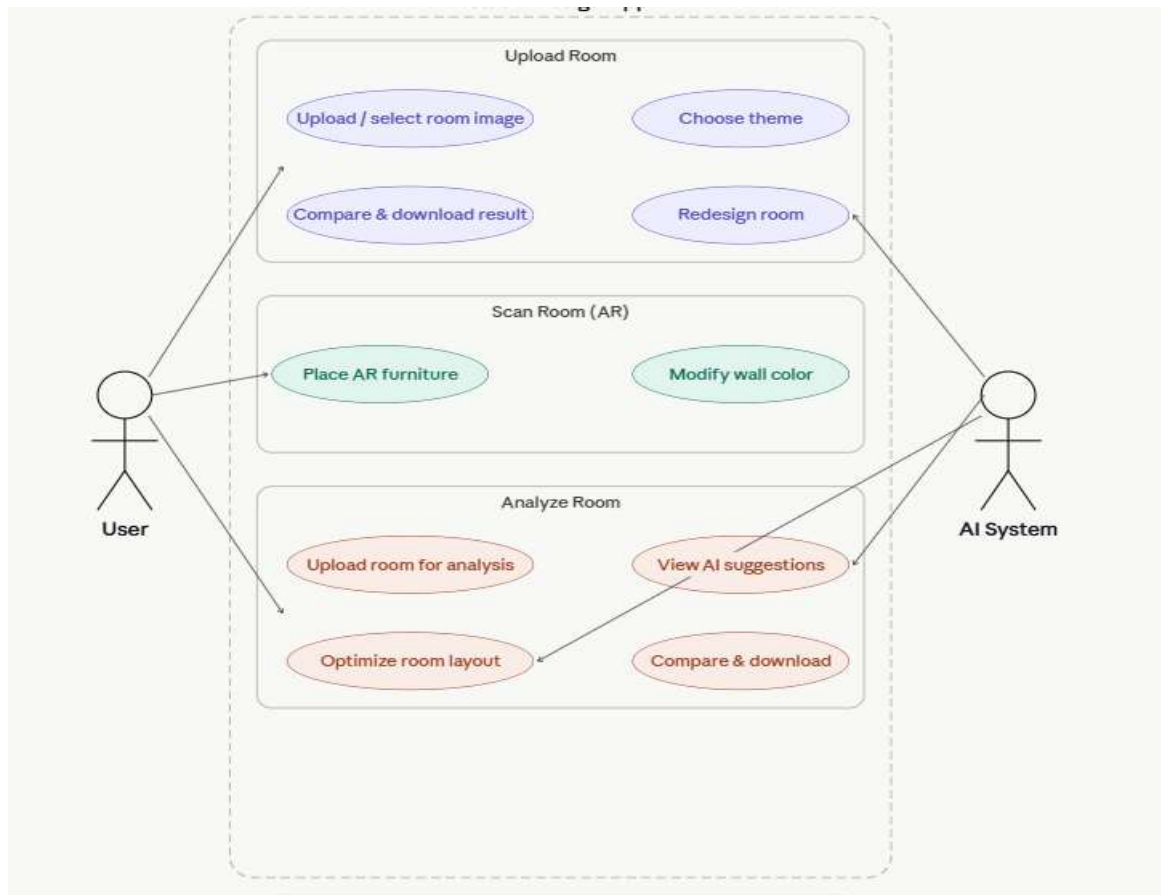 Upload Room
Upload / select room image
Choose theme
Compare & download result
Redesign room
Scan Room (AR)
Place AR furniture
Modify wall color
User
AI System
Analyze Room
Upload room for analysis
View AI suggestions
Optimize room layout
Compare & download